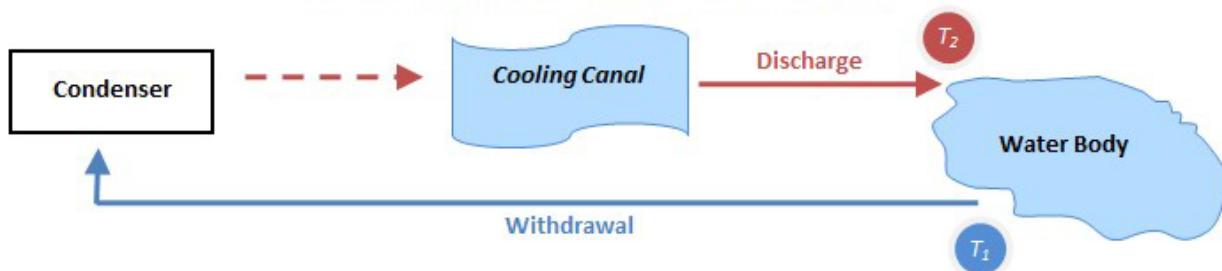 T2
Condenser
Cooling Canal
Discharge
Water Body
Withdrawal
T1